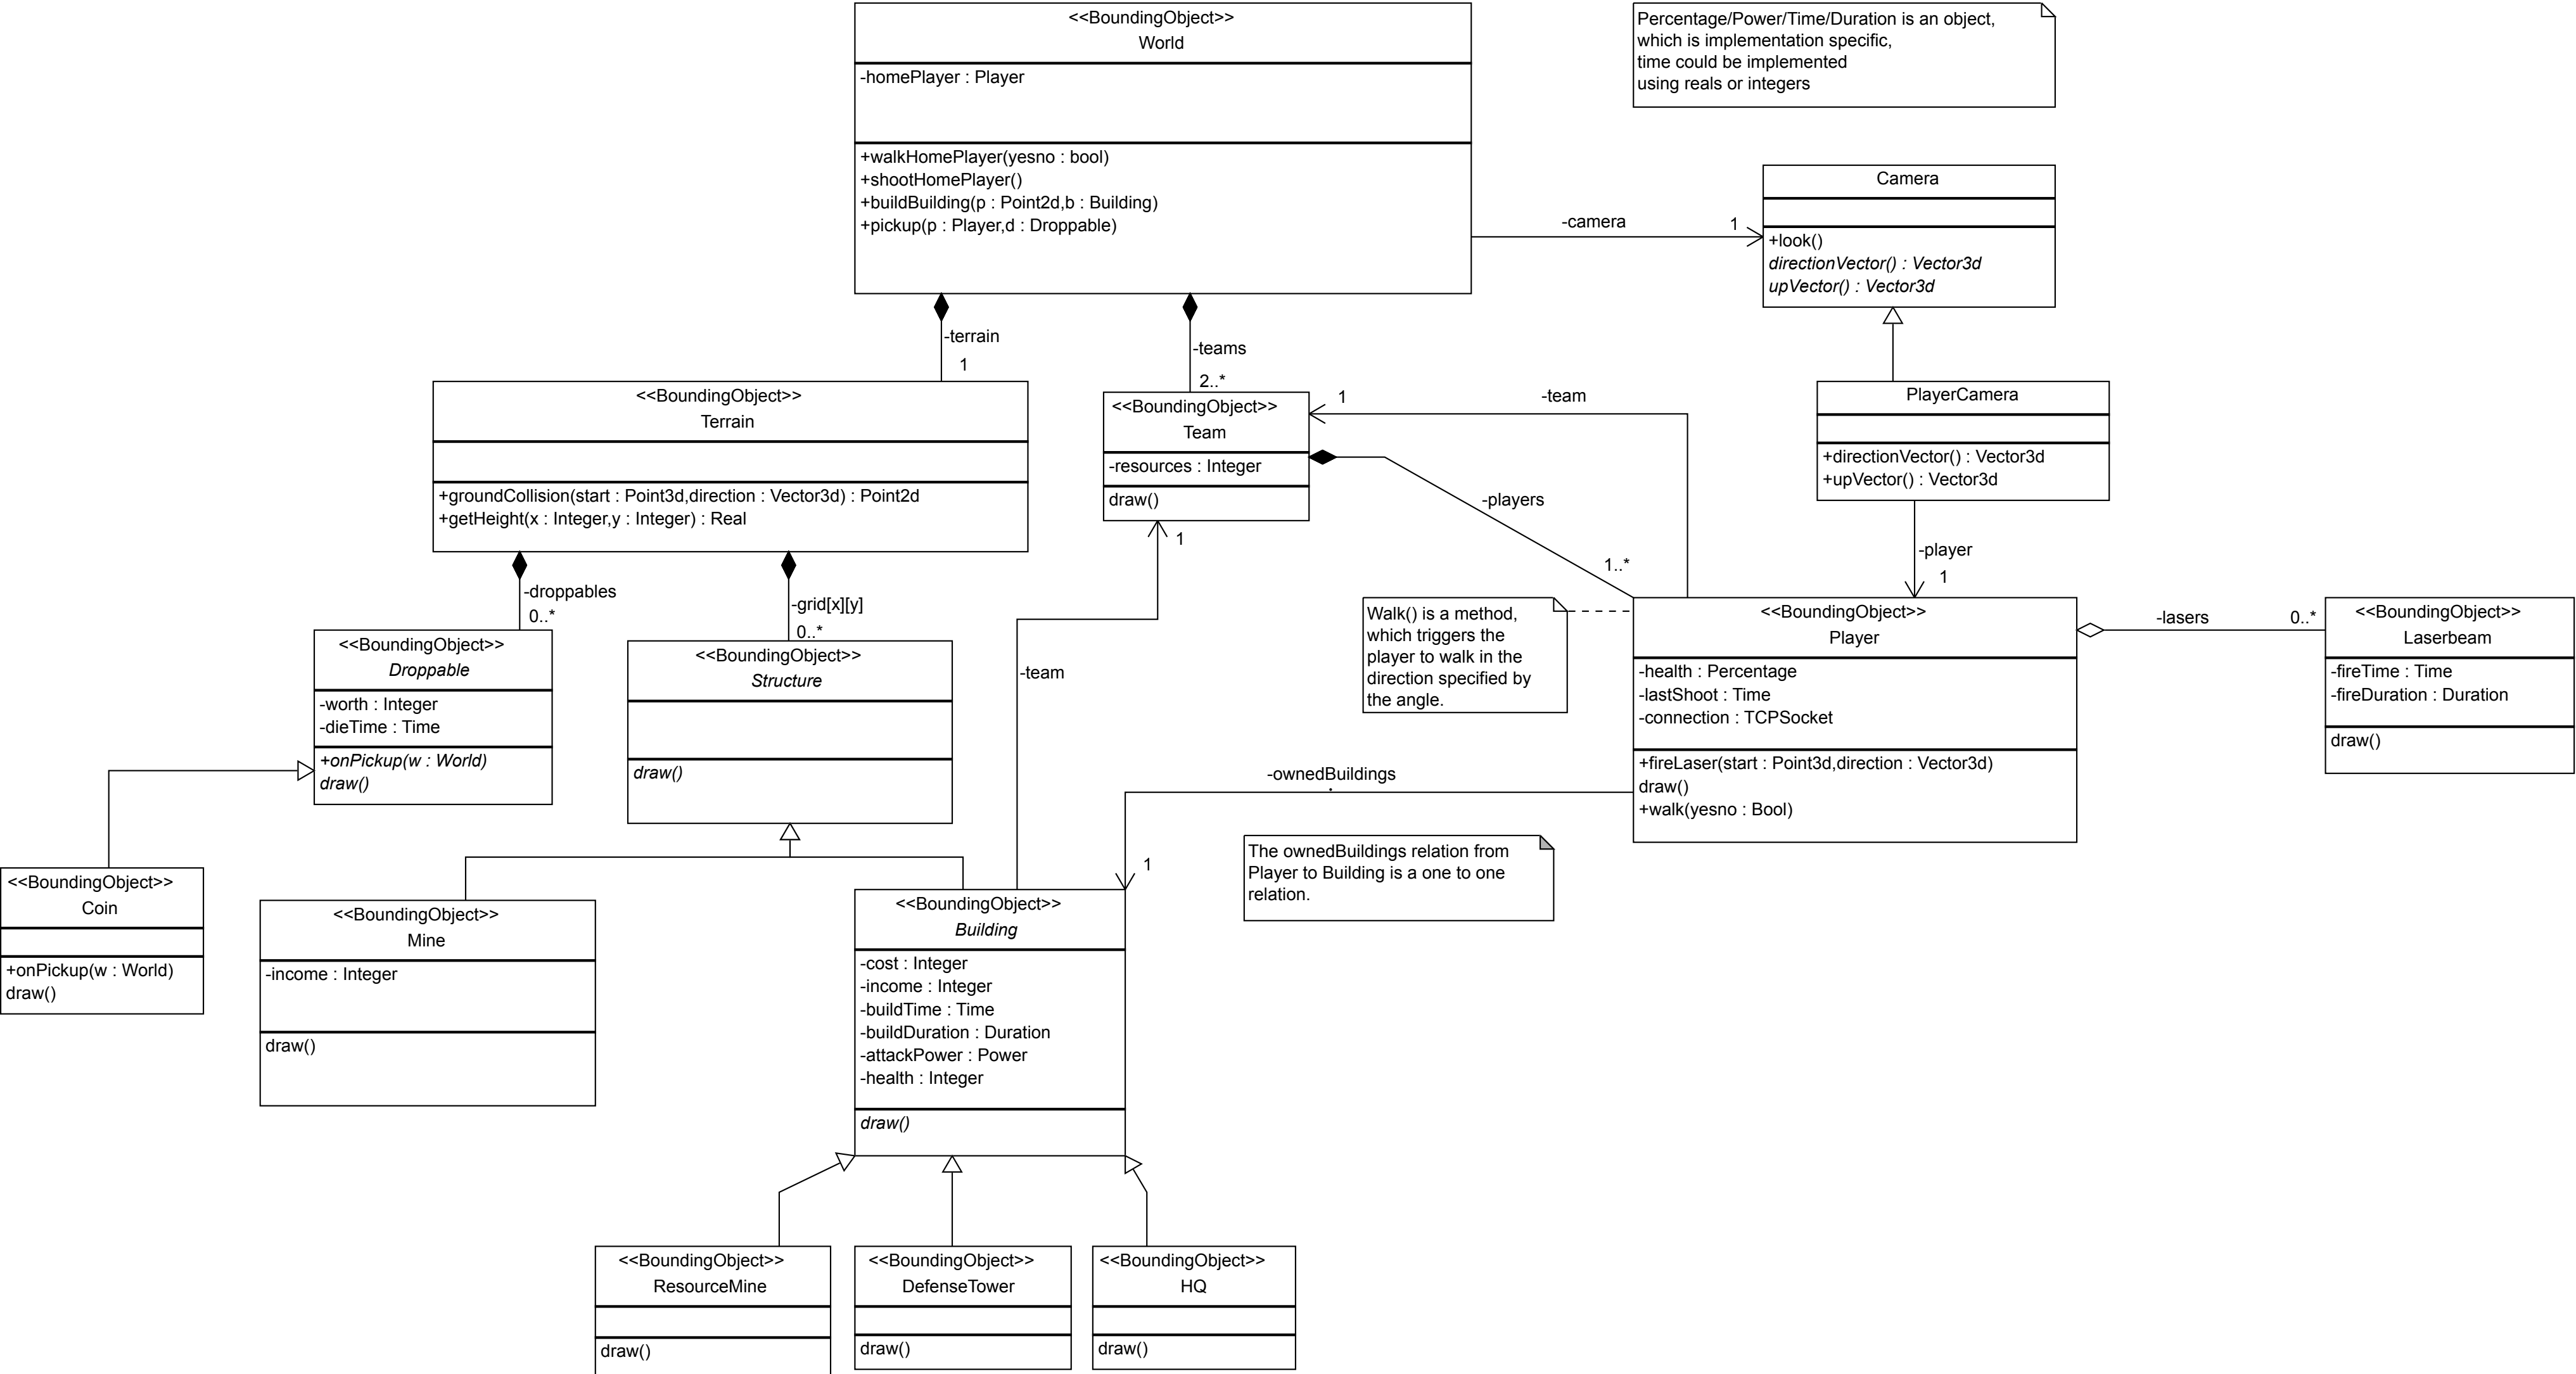 <<BoundingObject>>
World
-homePlayer : Player
+walkHomePlayer(yesno : bool)
+shootHomePlayer()
+buildBuilding(p : Point2d,b : Building)
+pickup(p : Player,d : Droppable)
Percentage/Power/Time/Duration is an object,
which is implementation specific,
time could be implemented
using reals or integers
-camera
1
Camera
+look()
directionVector() : Vector3d
upVector() : Vector3d
-terrain
1
-teams
2..*
<<BoundingObject>>
Terrain
+groundCollision(start : Point3d,direction : Vector3d) : Point2d
+getHeight(x : Integer,y : Integer) : Real
<<BoundingObject>>
Team
-resources : Integer
draw()
1
-team
-players
1..*
1
PlayerCamera
+directionVector() : Vector3d
+upVector() : Vector3d
-player
1
-droppables
0..*
-grid[x][y]
0..*
<<BoundingObject>>
Droppable
-worth : Integer
-dieTime : Time
+onPickup(w : World)
draw()
<<BoundingObject>>
Structure
draw()
-team
Walk() is a method,
which triggers the
player to walk in the
direction specified by
the angle.
<<BoundingObject>>
Player
-health : Percentage
-lastShoot : Time
-connection : TCPSocket
+fireLaser(start : Point3d,direction : Vector3d)
draw()
+walk(yesno : Bool)
-lasers
0..*
<<BoundingObject>>
Laserbeam
-fireTime : Time
-fireDuration : Duration
draw()
-ownedBuildings
1
The ownedBuildings relation from
Player to Building is a one to one
relation.
<<BoundingObject>>
Coin
+onPickup(w : World)
draw()
<<BoundingObject>>
Mine
-income : Integer
draw()
<<BoundingObject>>
Building
-cost : Integer
-income : Integer
-buildTime : Time
-buildDuration : Duration
-attackPower : Power
-health : Integer
draw()
<<BoundingObject>>
ResourceMine
draw()
<<BoundingObject>>
DefenseTower
draw()
<<BoundingObject>>
HQ
draw()